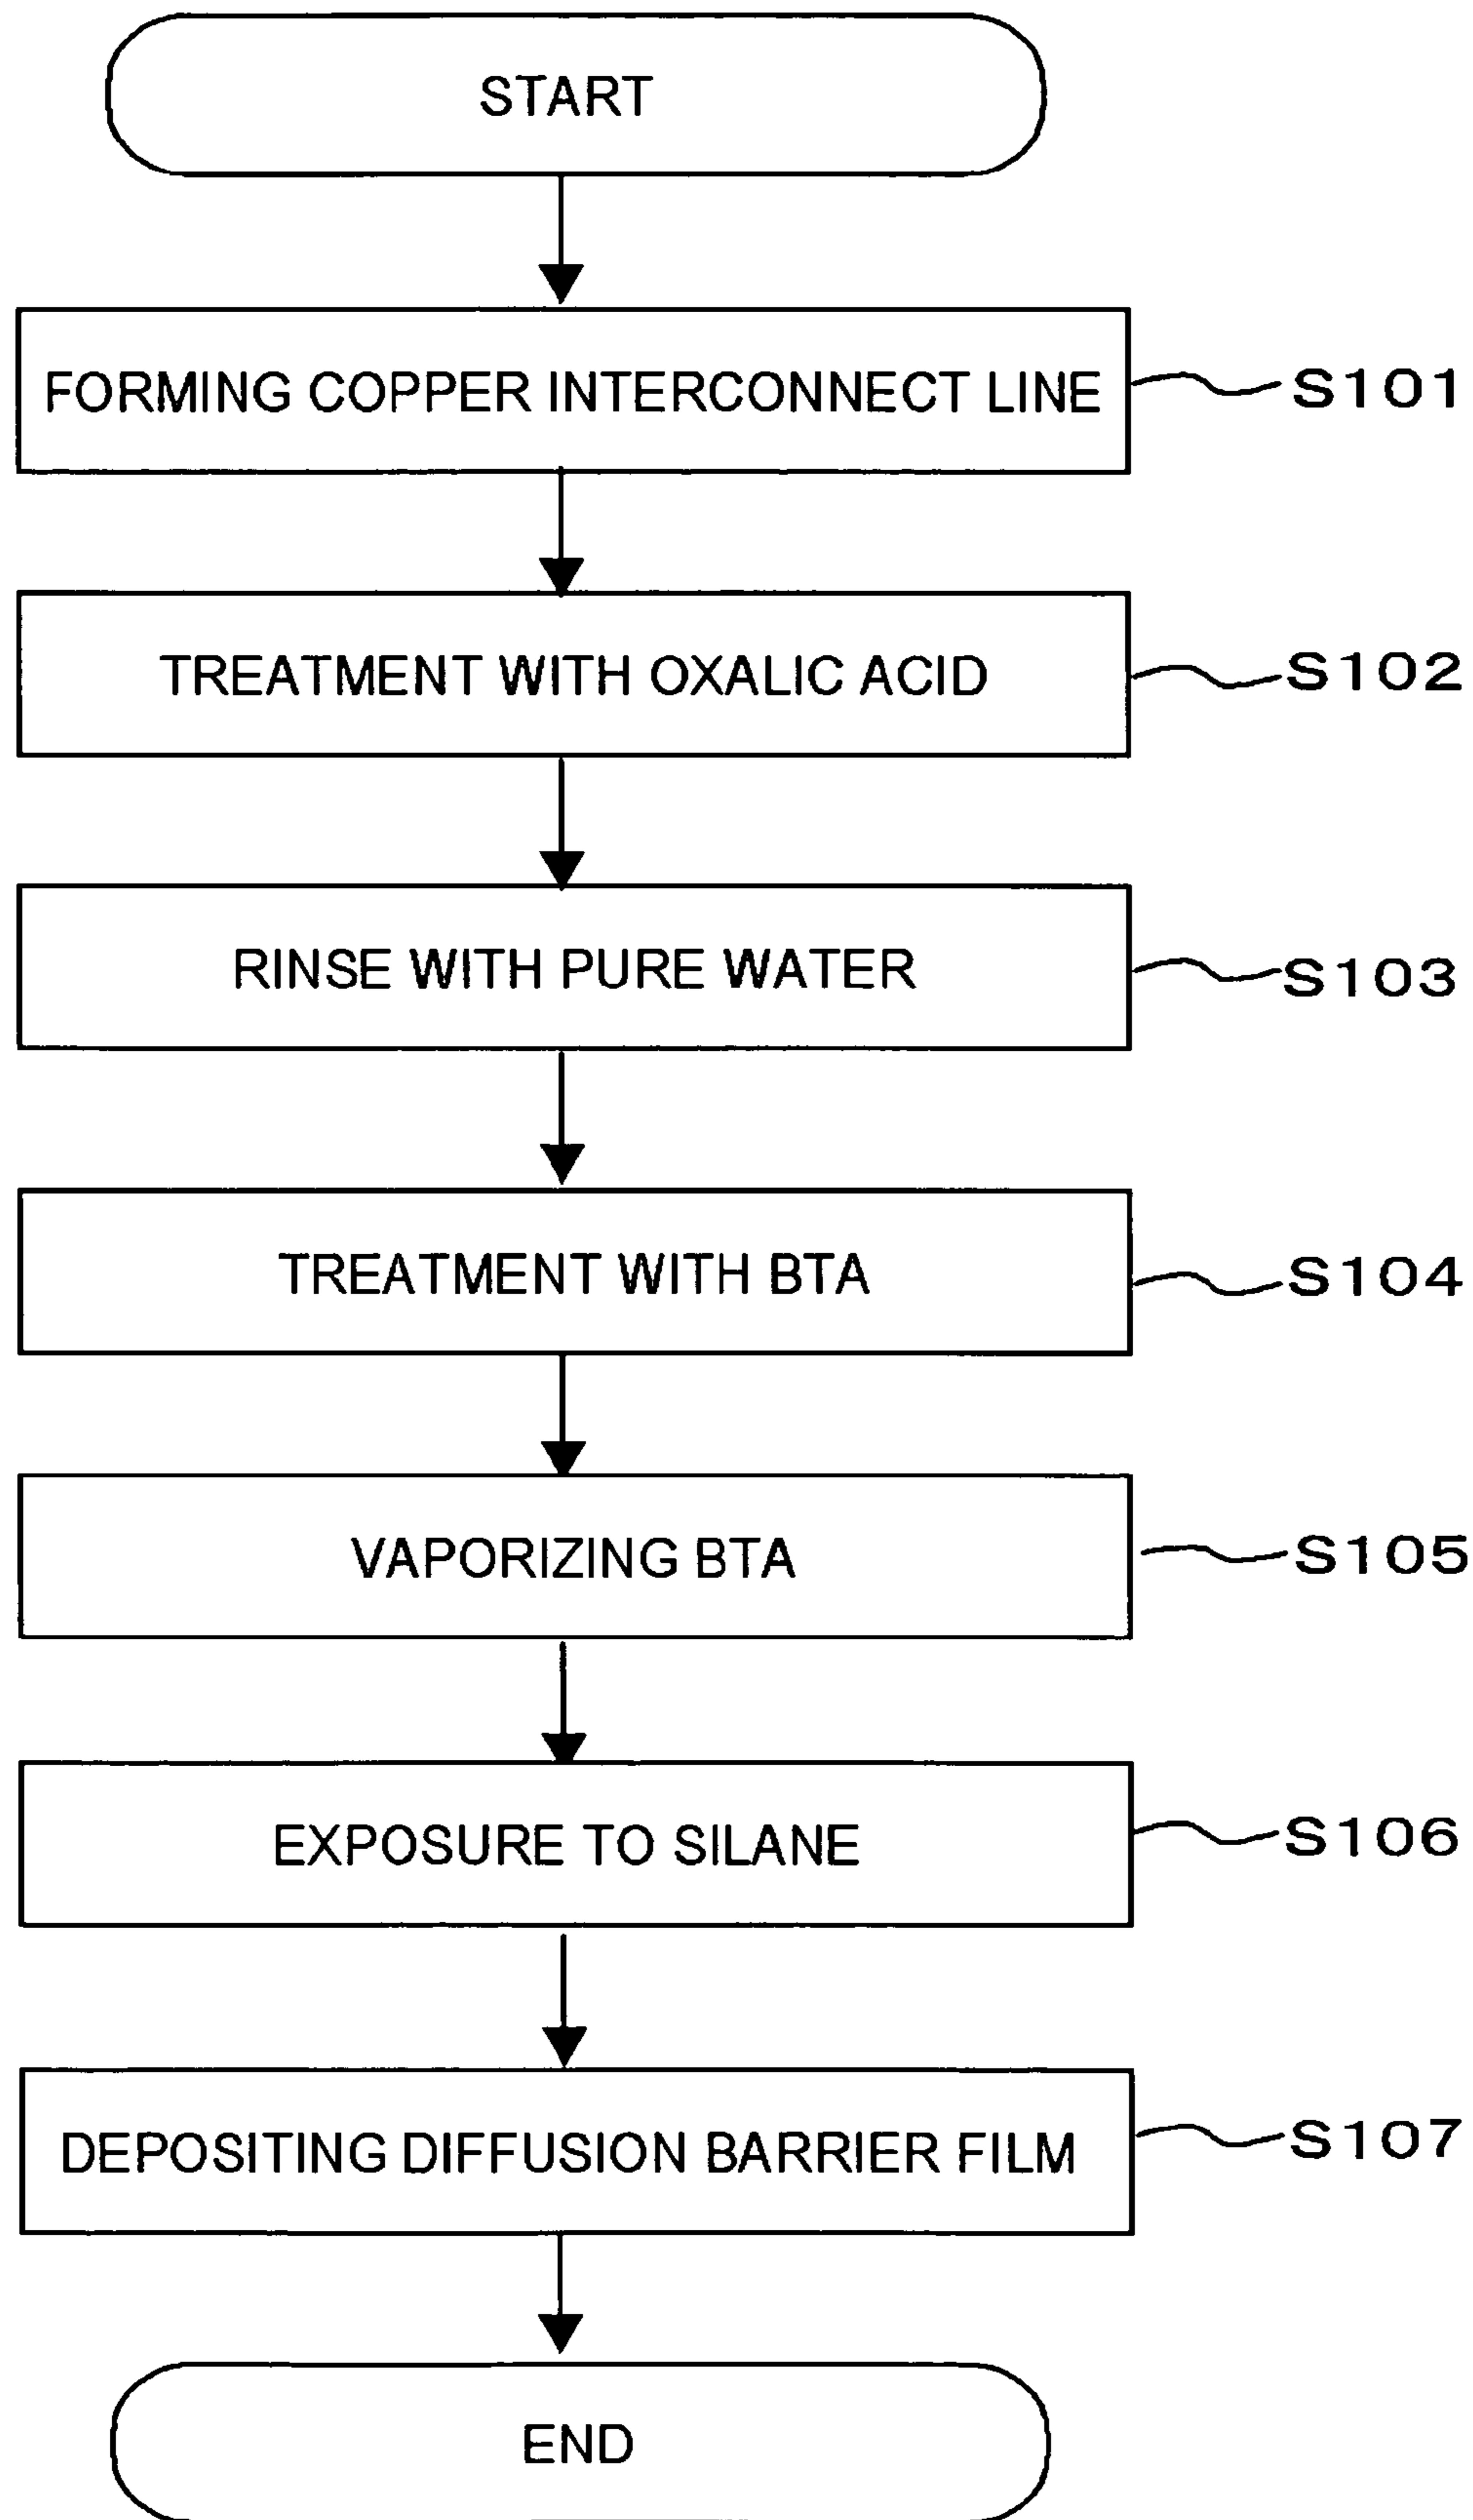 START
FORMING COPPER INTERCONNECT LINE S101
TREATMENT WITH OXALIC ACID S102
RINSE WITH PURE WATER S103
TREATMENT WITH BTA S104
VAPORIZING BTA S105
EXPOSURE TO SILANE S106
DEPOSITING DIFFUSION BARRIER FILM S107
END